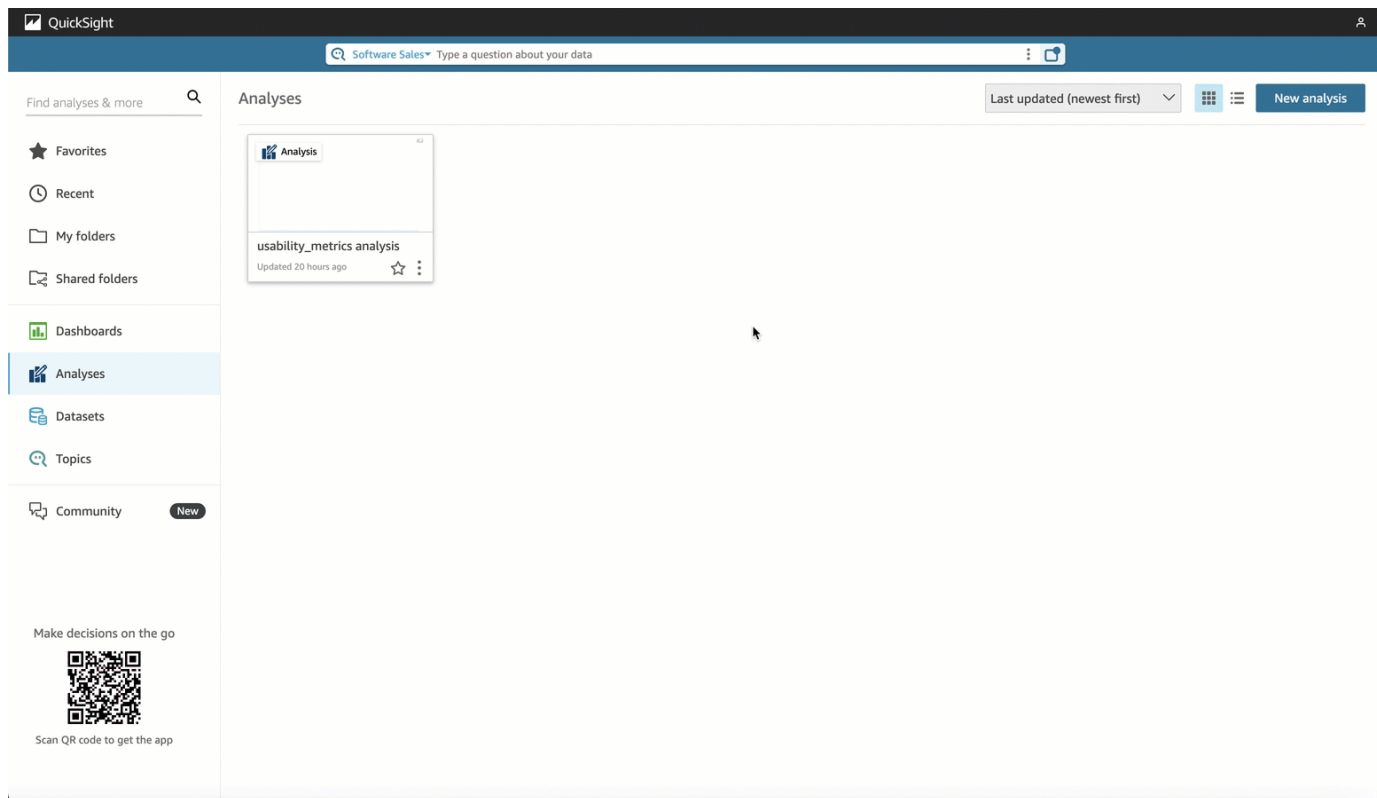 QuickSight
Software Sales Type a question about your data
Find analyses & more
Favorites
Recent
My folders
Shared folders
Dashboards
Analyses
Datasets
Topics
Community New
Make decisions on the go
Scan QR code to get the app
Analyses
Last updated (newest first)
New analysis
Analysis
usability_metrics analysis
Updated 20 hours ago